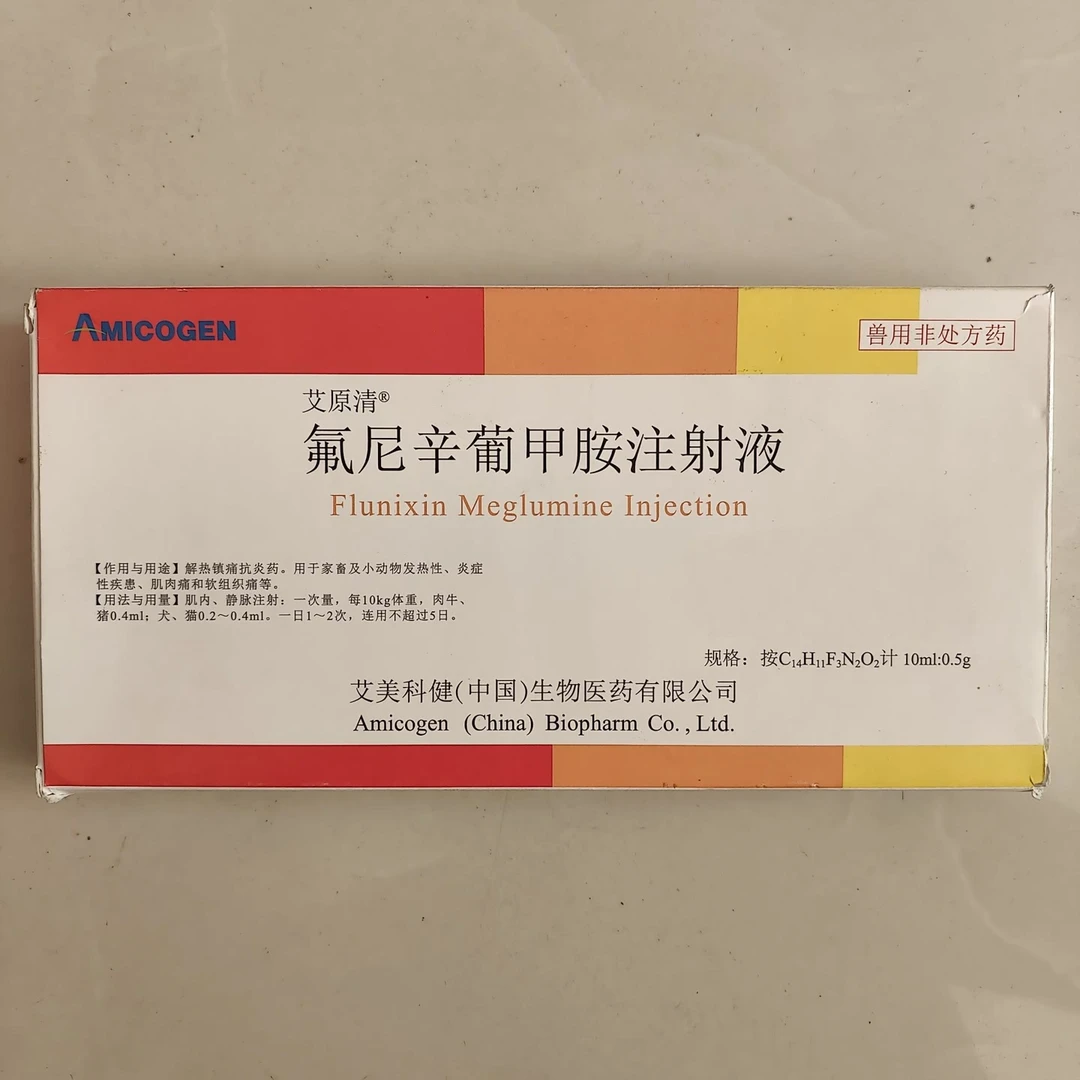 AMICOGEN
兽用非处方药
艾原清®
氟尼辛葡甲胺注射液
Flunixin Meglumine Injection
【作用与用途】解热镇痛抗炎药。用于家畜及小动物发热性、炎症
性疾患、肌肉痛和软组织痛等。
【用法与用量】肌内、静脉注射：一次量，每10kg体重，肉牛、
猪0.4ml；犬、猫0.2～0.4ml。一日1～2次，连用不超过5日。
规格：按C₁₄H₁₁F₃N₂O₂计 10ml:0.5g
艾美科健(中国)生物医药有限公司
Amicogen (China) Biopharm Co., Ltd.